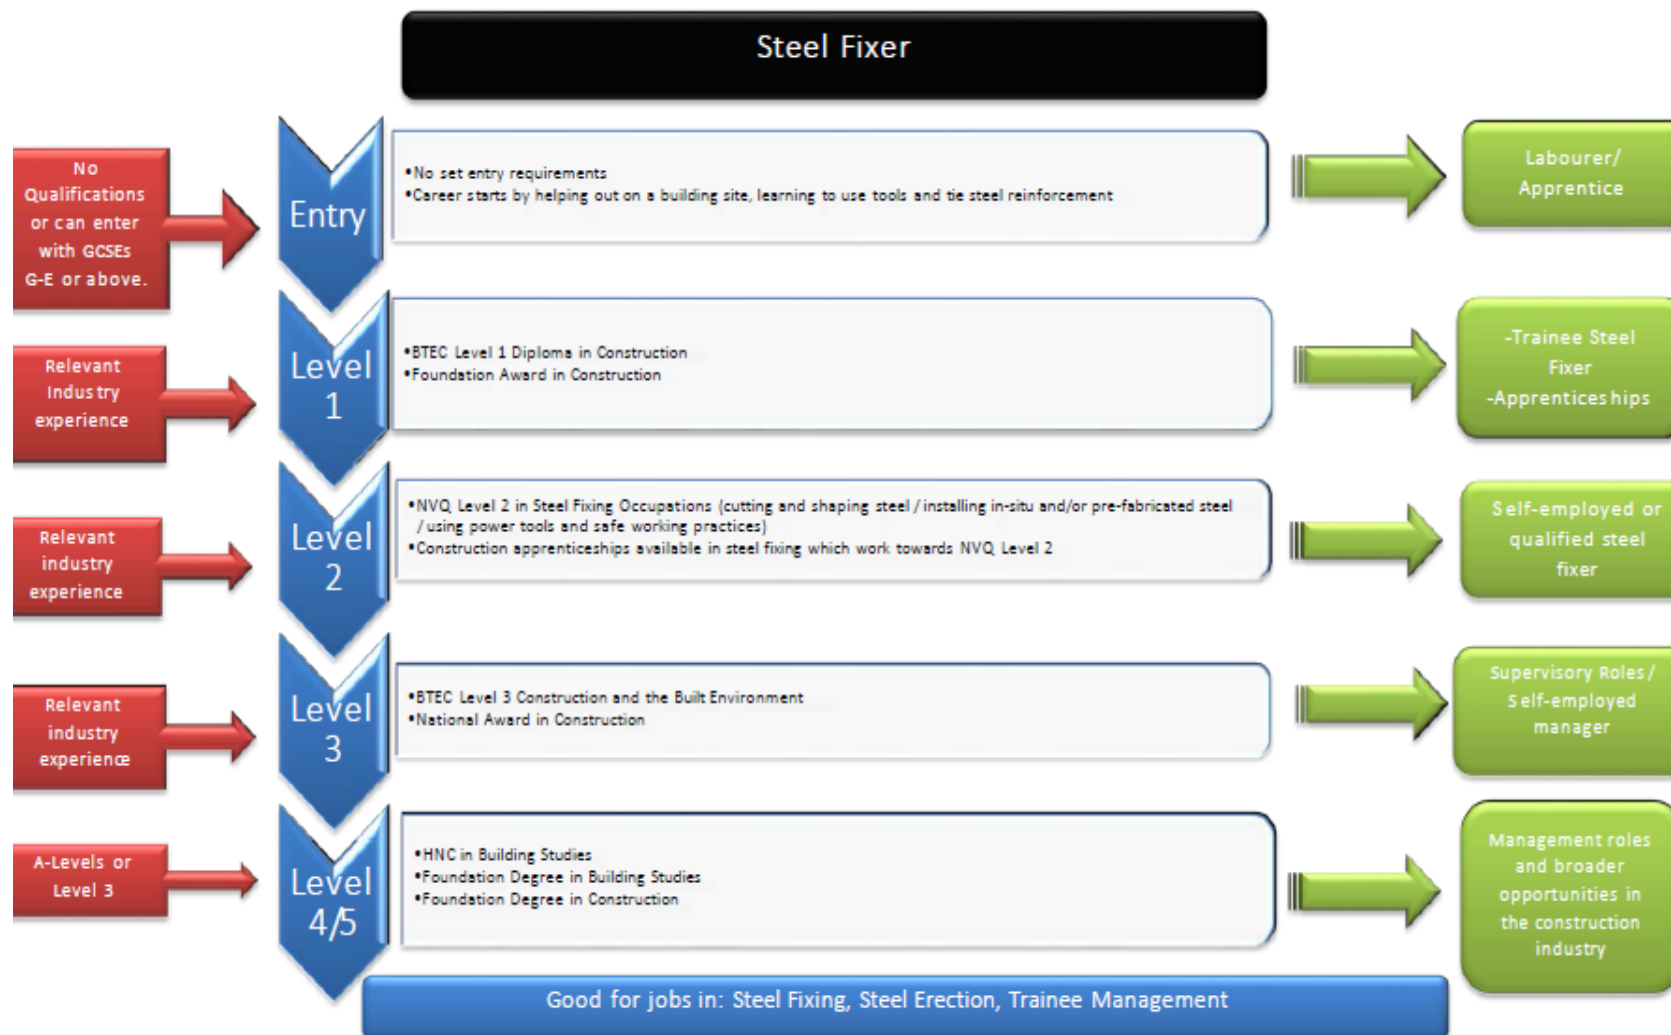 Steel Fixer
No
Qualifications
or can enter
with GCSEs
G-E or above.
Entry
•No set entry requirements
•Career starts by helping out on a building site, learning to use tools and tie steel reinforcement
Labourer/
Apprentice
Relevant
Industry
experience
Level
1
•BTEC Level 1 Diploma in Construction
•Foundation Award in Construction
-Trainee Steel
Fixer
-Apprenticeships
Relevant
industry
experience
Level
2
•NVQ Level 2 in Steel Fixing Occupations (cutting and shaping steel / installing in-situ and/or pre-fabricated steel
/ using power tools and safe working practices)
•Construction apprenticeships available in steel fixing which work towards NVQ Level 2
Self-employed or
qualified steel
fixer
Relevant
industry
experience
Level
3
•BTEC Level 3 Construction and the Built Environment
•National Award in Construction
Supervisory Roles /
Self-employed
manager
A-Levels or
Level 3
Level
4/5
•HNC in Building Studies
•Foundation Degree in Building Studies
•Foundation Degree in Construction
Management roles
and broader
opportunities in
the construction
industry
Good for jobs in: Steel Fixing, Steel Erection, Trainee Management